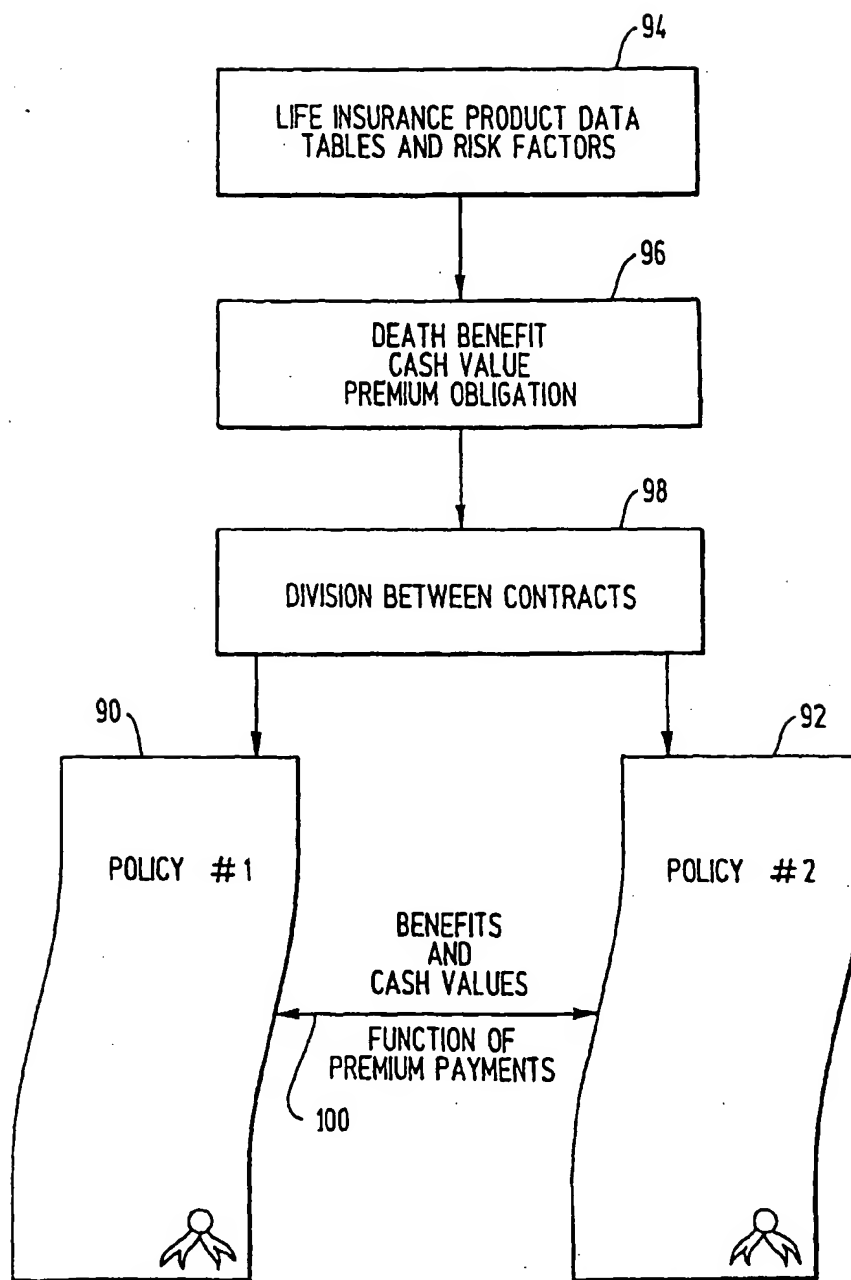 94
LIFE INSURANCE PRODUCT DATA
TABLES AND RISK FACTORS
96
DEATH BENEFIT
CASH VALUE
PREMIUM OBLIGATION
98
DIVISION BETWEEN CONTRACTS
90
92
POLICY #1
POLICY #2
BENEFITS
AND
CASH VALUES
FUNCTION OF
PREMIUM PAYMENTS
100